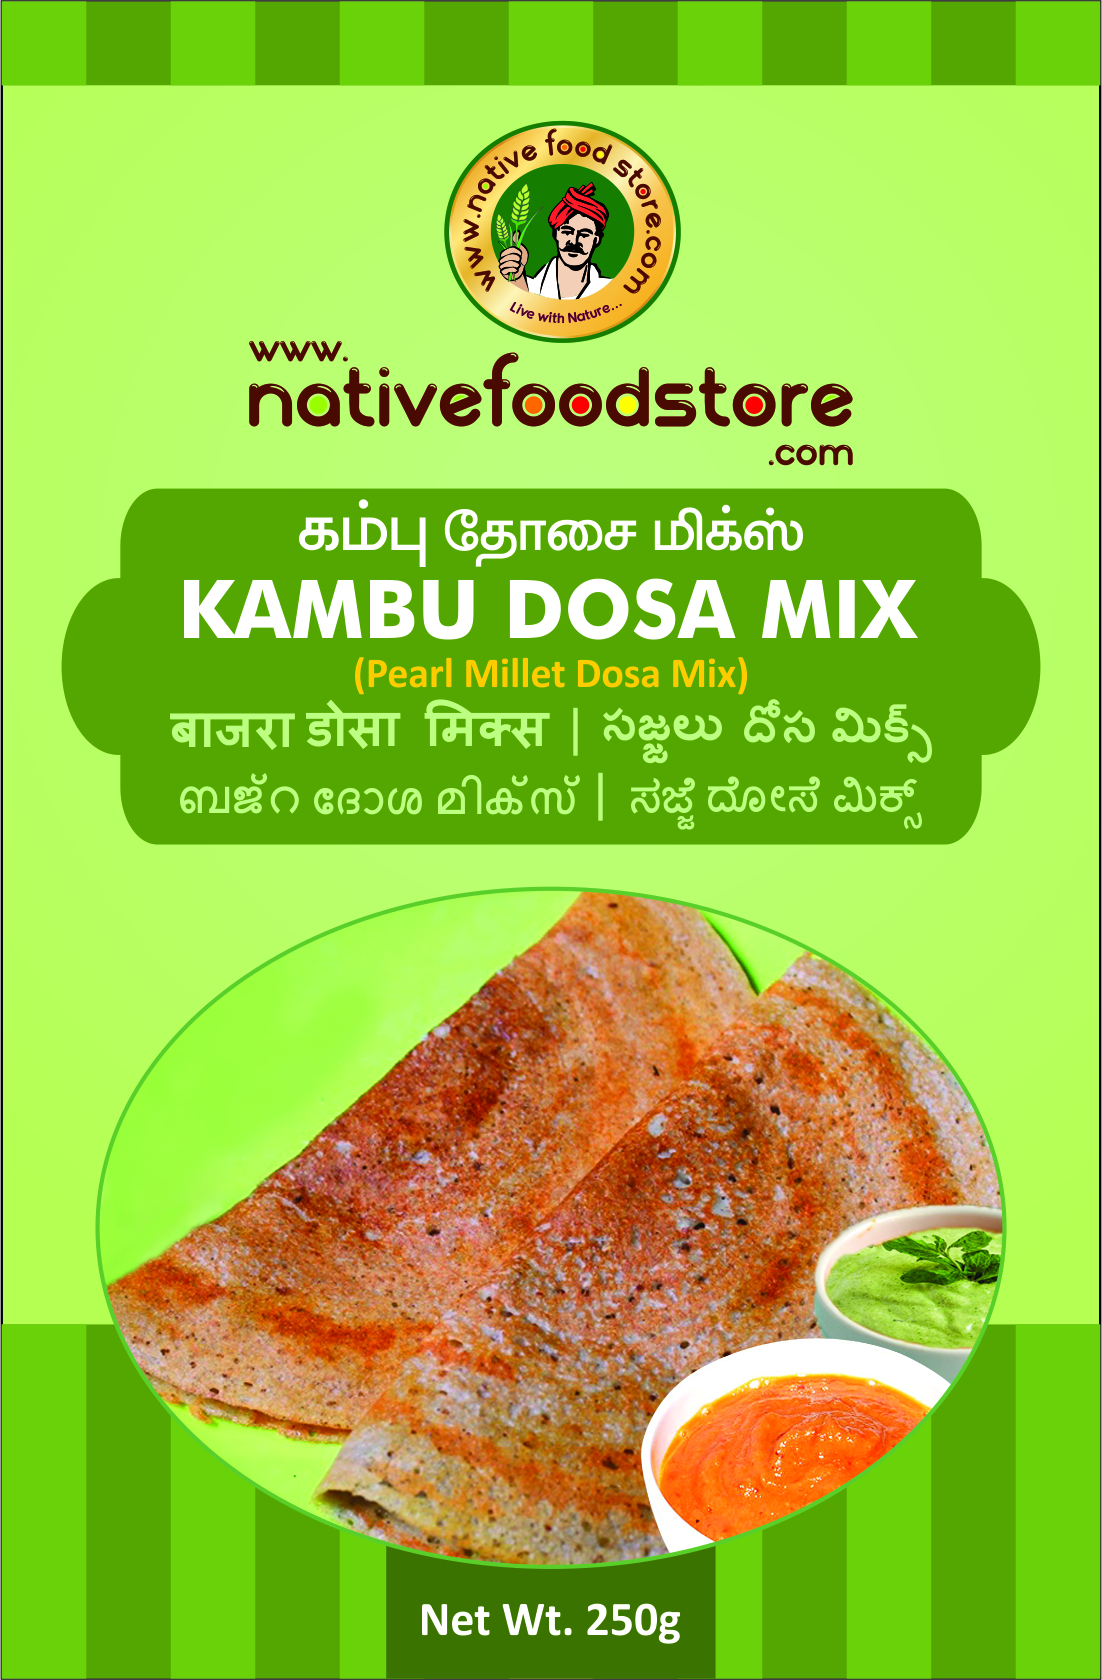 www.native food store.com
Live with Nature...
www.
nativefoodstore
.com
கம்பு தோசை மிக்ஸ்
KAMBU DOSA MIX
(Pearl Millet Dosa Mix)
बाजरा डोसा मिक्स | సజ్జలు దోస మిక్స్
ബജ്റ ദോശ മിക്സ് | ಸಜ್ಜೆ ದೋಸೆ ಮಿಕ್ಸ್
Net Wt. 250g